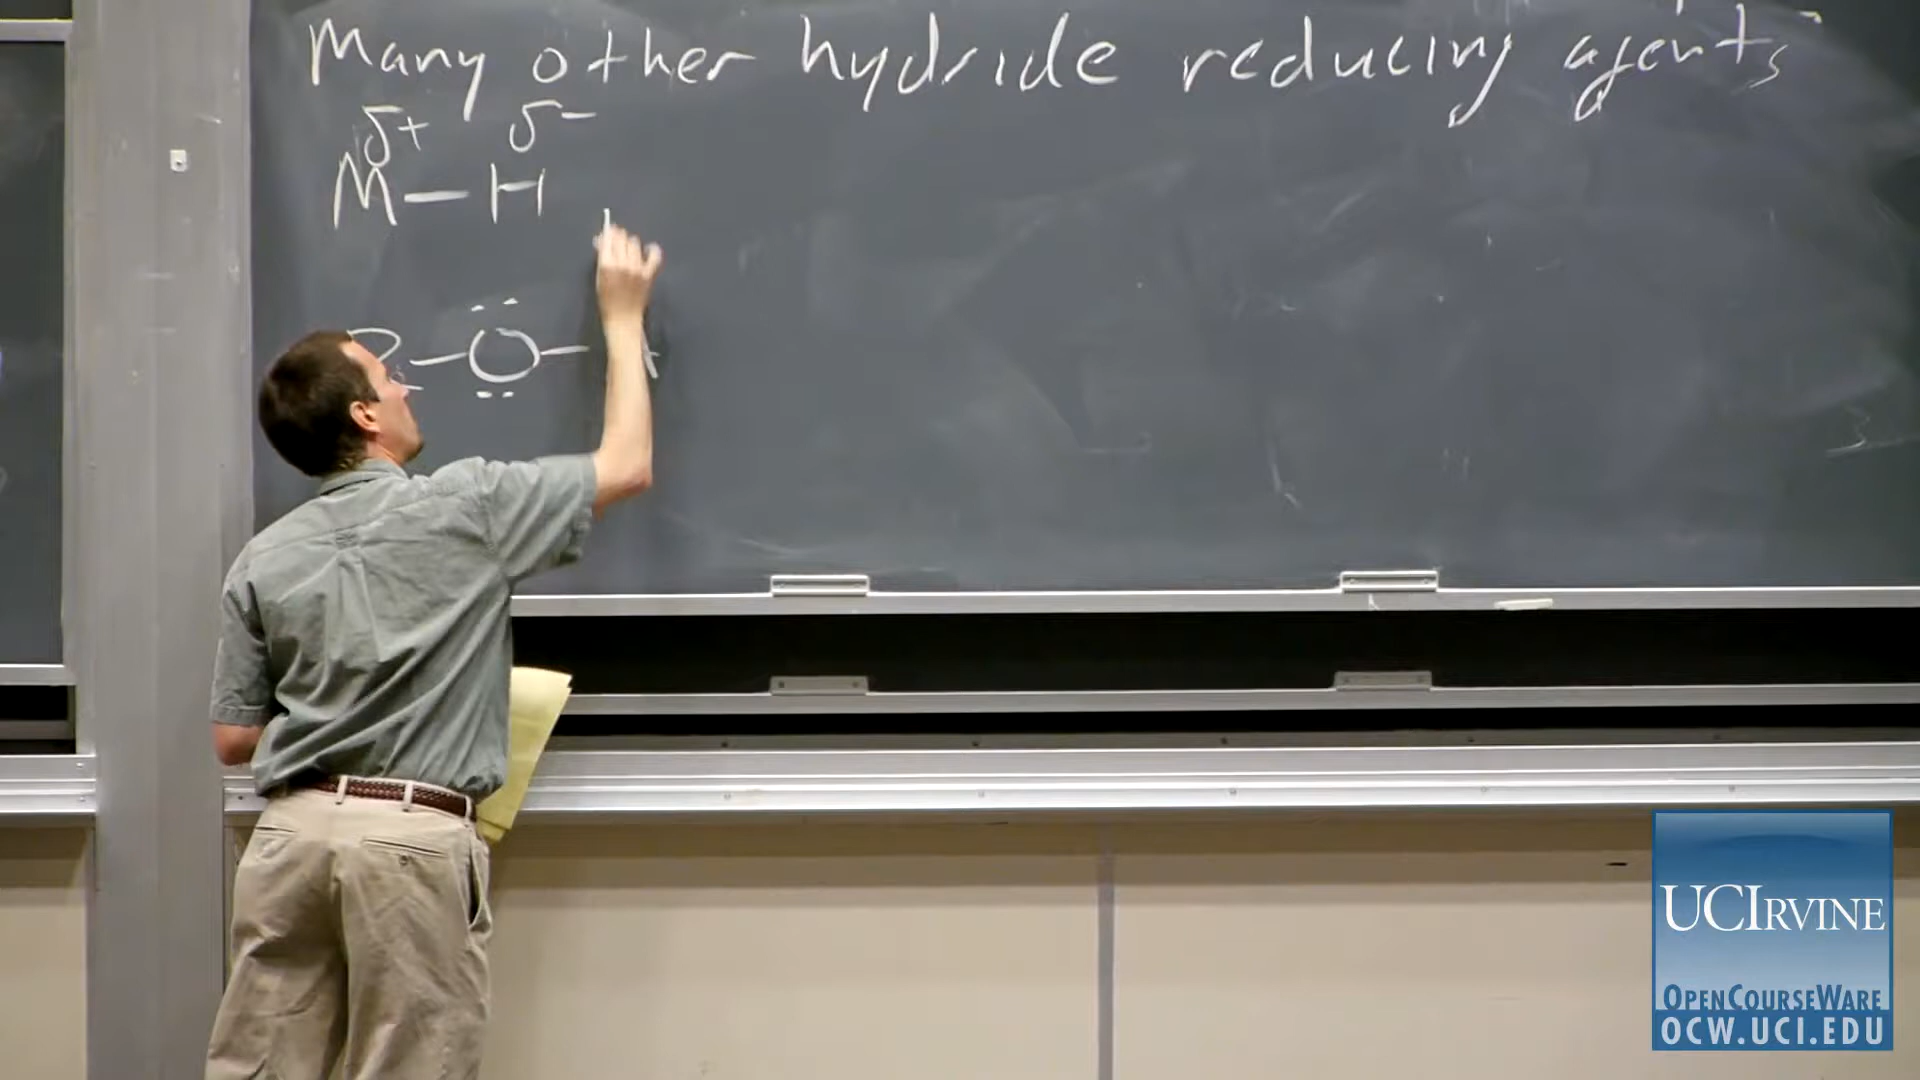 Many other hydride reducing agents
δ+ δ-
M-H
R-Ö-
UCIRVINE
OPENCOURSEWARE
OCW.UCI.EDU